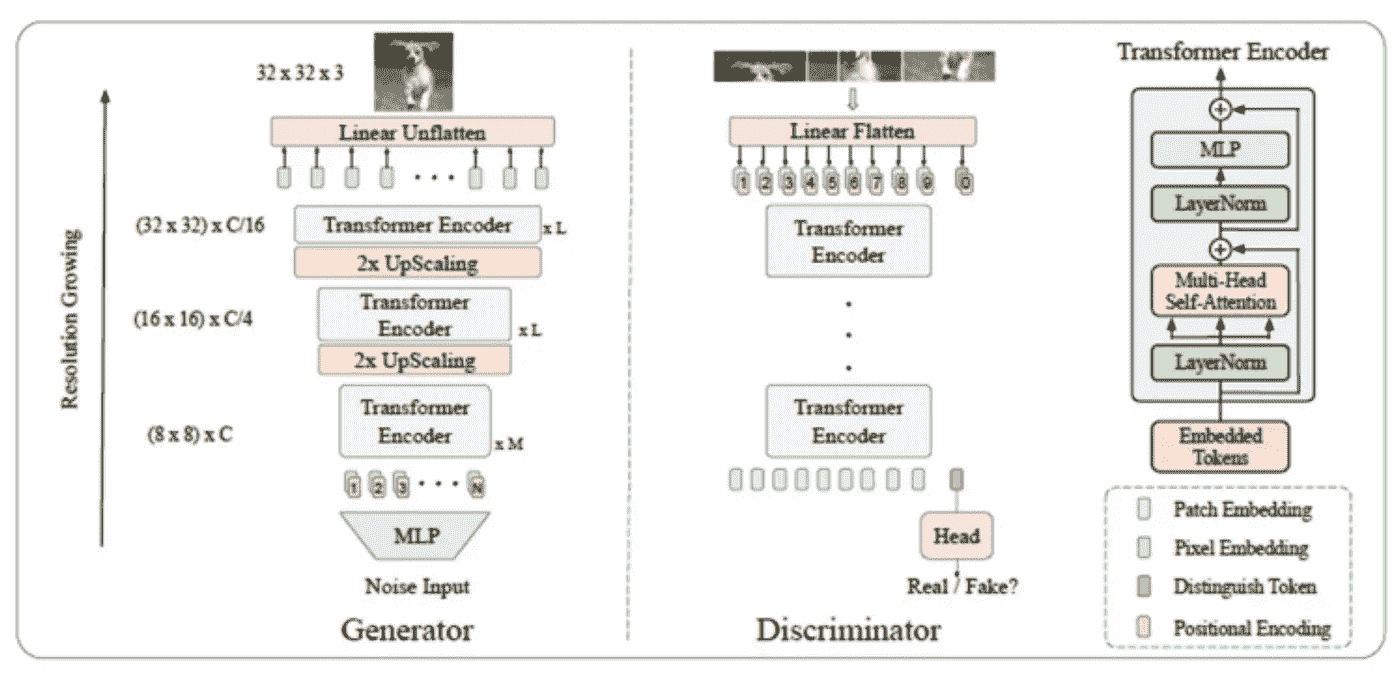 Resolution Growing
32 x 32 x 3
Linear Unflatten
(32 x 32) x C/16
Transformer Encoder
x L
2x UpScaling
(16 x 16) x C/4
Transformer
Encoder
x L
2x UpScaling
(8 x 8) x C
Transformer
Encoder
x M
1 2 3 N
MLP
Noise Input
Generator
Linear Flatten
1 2 3 4 5 6 7 8 9 0
Transformer
Encoder
Transformer
Encoder
Head
Real / Fake?
Discriminator
Transformer Encoder
MLP
LayerNorm
Multi-Head
Self-Attention
LayerNorm
Embedded
Tokens
Patch Embedding
Pixel Embedding
Distinguish Token
Positional Encoding